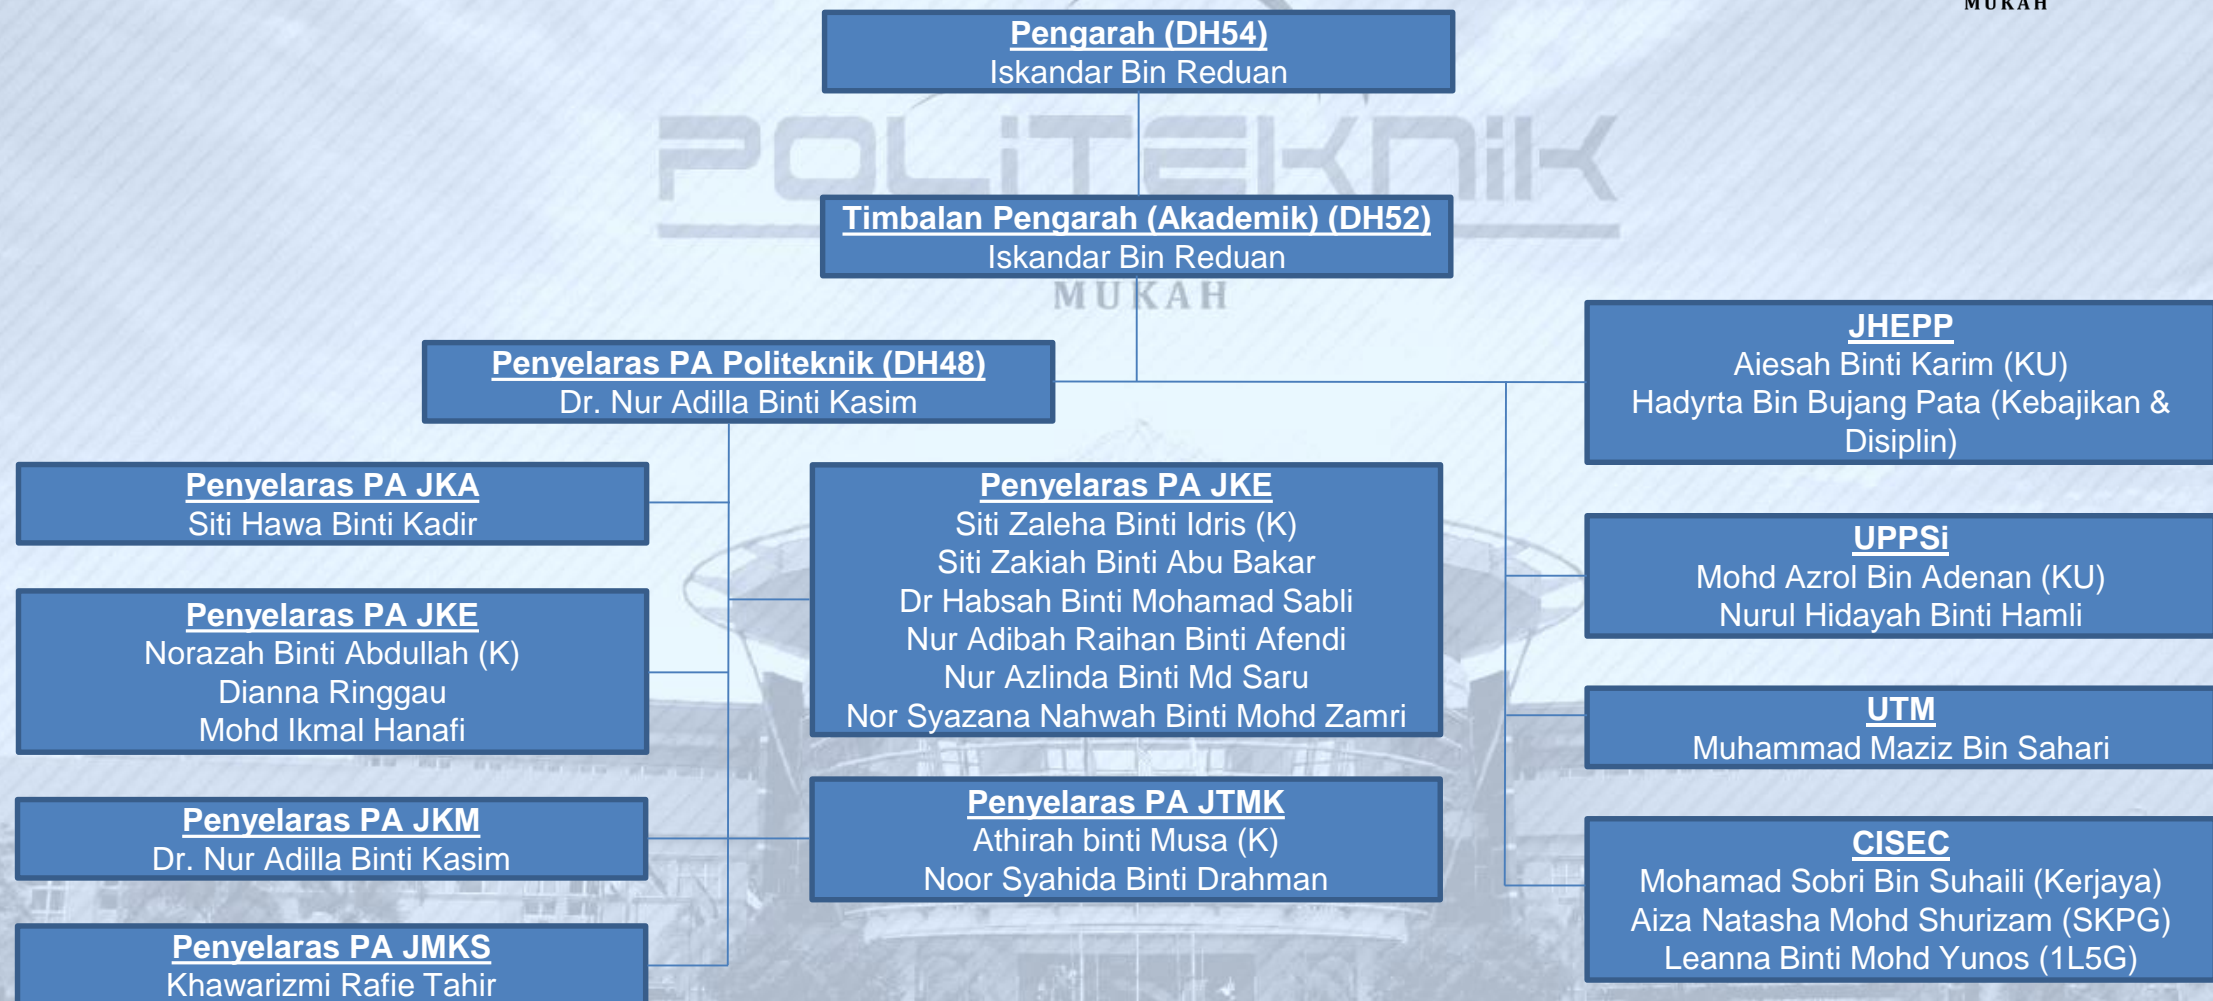 MUKAH
Pengarah (DH54)
Iskandar Bin Reduan
POLiTEKNiK
MUKAH
Timbalan Pengarah (Akademik) (DH52)
Iskandar Bin Reduan
Penyelaras PA Politeknik (DH48)
Dr. Nur Adilla Binti Kasim
Penyelaras PA JKA
Siti Hawa Binti Kadir
Penyelaras PA JKE
Norazah Binti Abdullah (K)
Dianna Ringgau
Mohd Ikmal Hanafi
Penyelaras PA JKM
Dr. Nur Adilla Binti Kasim
Penyelaras PA JMKS
Khawarizmi Rafie Tahir
Penyelaras PA JKE
Siti Zaleha Binti Idris (K)
Siti Zakiah Binti Abu Bakar
Dr Habsah Binti Mohamad Sabli
Nur Adibah Raihan Binti Afendi
Nur Azlinda Binti Md Saru
Nor Syazana Nahwah Binti Mohd Zamri
Penyelaras PA JTMK
Athirah binti Musa (K)
Noor Syahida Binti Drahman
JHEPP
Aiesah Binti Karim (KU)
Hadyrta Bin Bujang Pata (Kebajikan &
Disiplin)
UPPSi
Mohd Azrol Bin Adenan (KU)
Nurul Hidayah Binti Hamli
UTM
Muhammad Maziz Bin Sahari
CISEC
Mohamad Sobri Bin Suhaili (Kerjaya)
Aiza Natasha Mohd Shurizam (SKPG)
Leanna Binti Mohd Yunos (1L5G)